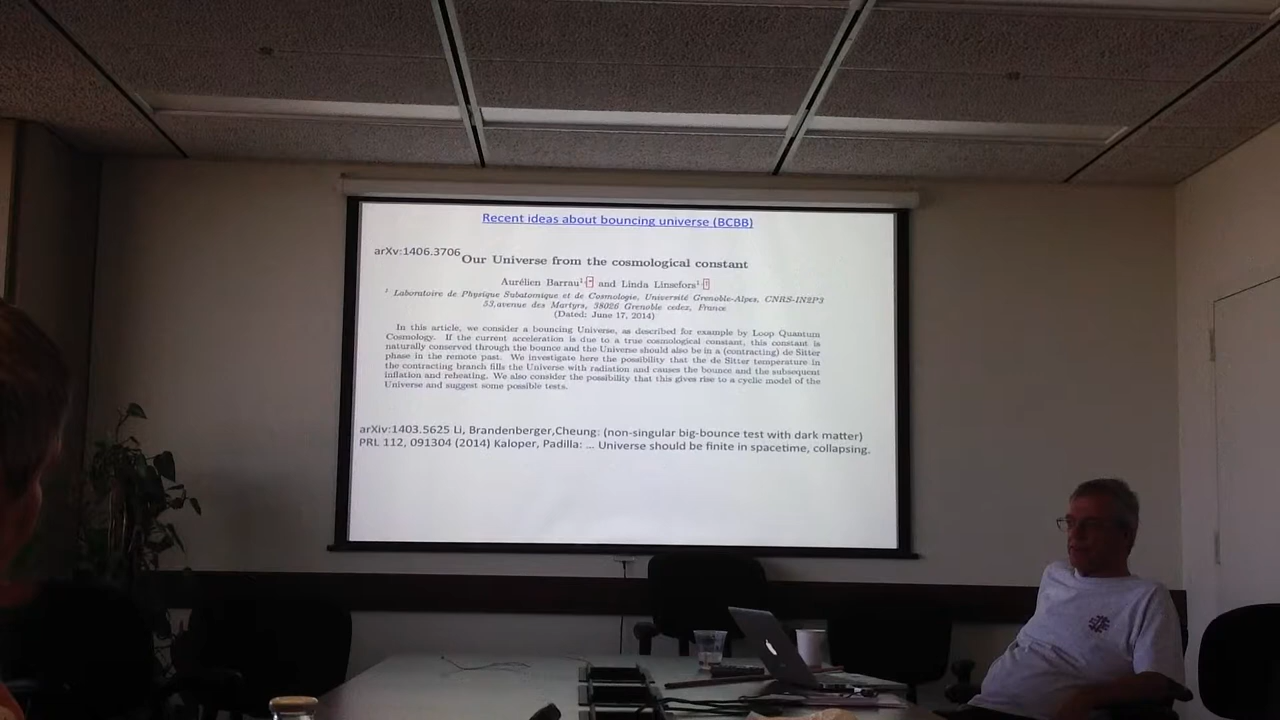 Recent ideas about bouncing universe (BCBB)
arXv:1406.3706
Our Universe from the cosmological constant
Aurélien Barrau¹,* and Linda Linsefors¹,†
¹ Laboratoire de Physique Subatomique et de Cosmologie, Université Grenoble-Alpes, CNRS-IN2P3
53,avenue des Martyrs, 38026 Grenoble cedex, France
(Dated: June 17, 2014)
In this article, we consider a bouncing Universe, as described for example by Loop Quantum
Cosmology. If the current acceleration is due to a true cosmological constant, this constant is
naturally conserved through the bounce and the Universe should also be in a (contracting) de Sitter
phase in the remote past. We investigate here the possibility that the de Sitter temperature in
the contracting branch fills the Universe with radiation and causes the bounce and the subsequent
inflation and reheating. We also consider the possibility that this gives rise to a cyclic model of the
Universe and suggest some possible tests.
arXiv:1403.5625 Li, Brandenberger,Cheung: (non-singular big-bounce test with dark matter)
PRL 112, 091304 (2014) Kaloper, Padilla: ... Universe should be finite in spacetime, collapsing.